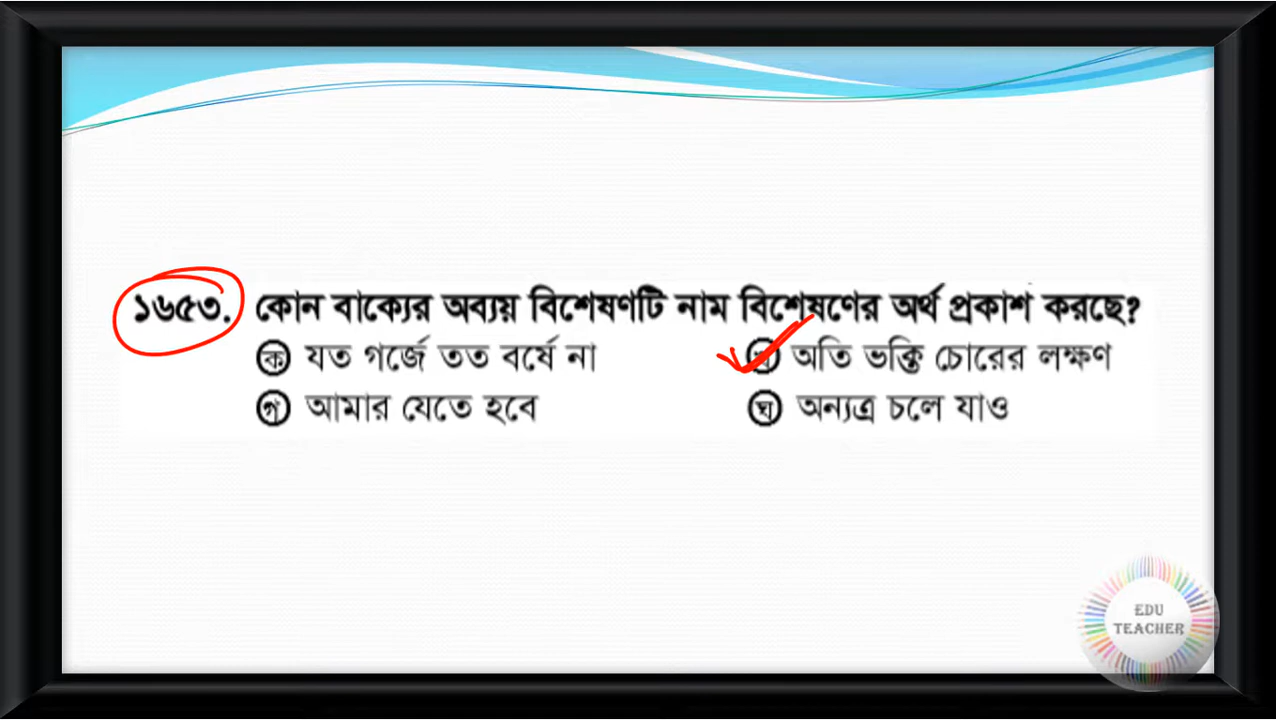 ১৬৫৩. কোন বাক্যের অব্যয় বিশেষণটি নাম বিশেষণের অর্থ প্রকাশ করছে?
ক যত গর্জে তত বর্ষে না অতি ভক্তি চোরের লক্ষণ
গ আমার যেতে হবে ঘ অন্যত্র চলে যাও
EDU
TEACHER